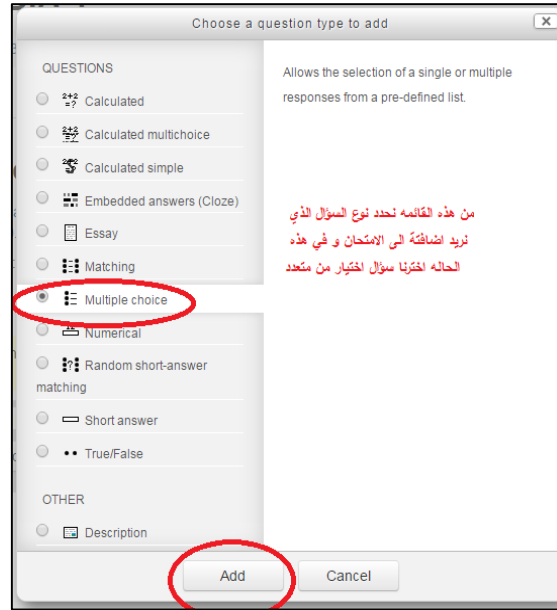 Choose a question type to add
QUESTIONS
Calculated
Calculated multichoice
Calculated simple
Embedded answers (Cloze)
Essay
Matching
Multiple choice
Numerical
Random short-answer
matching
Short answer
True/False
OTHER
Description
Allows the selection of a single or multiple
responses from a pre-defined list.
من هذه القائمه نحدد نوع السؤال الذي
نريد اضافتة الى الامتحان و في هذه
الحاله اخترنا سؤال اختيار من متعدد
Add
Cancel